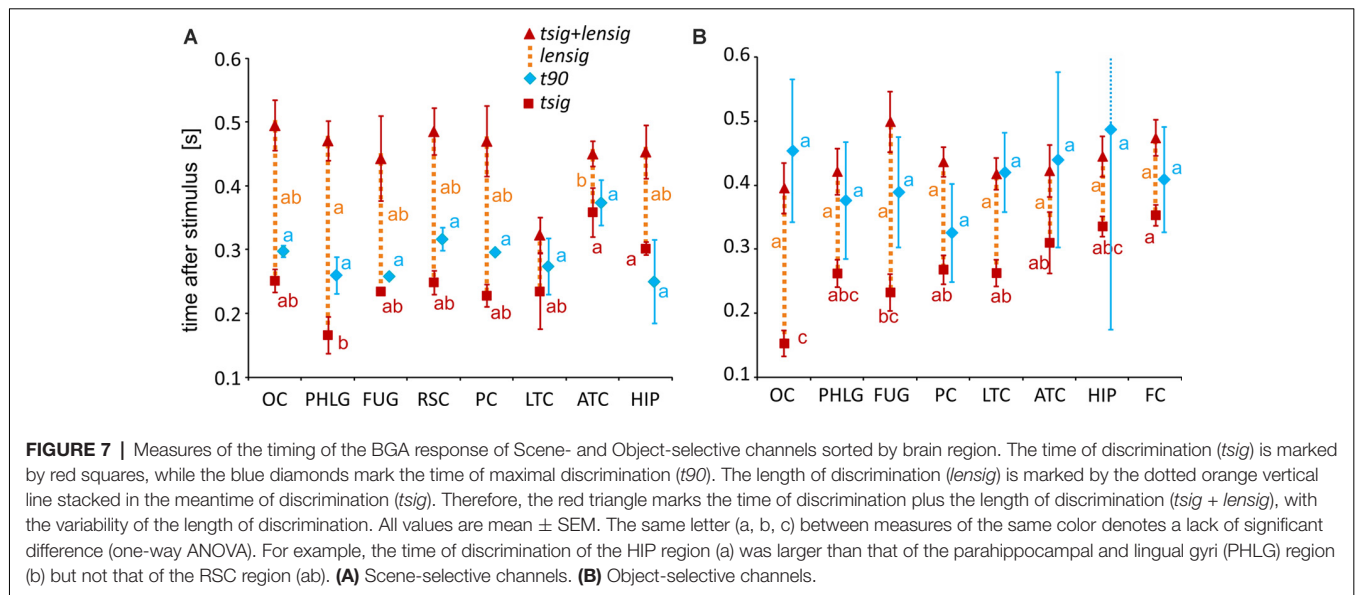 A
tsig+lensig
lensig
t90
tsig
time after stimulus [s]
0.6
0.5
0.4
0.3
0.2
0.1
ab a ab ab ab b ab
a a a a a a a a
ab b ab ab ab ab a a
OC PHLG FUG RSC PC LTC ATC HIP
B
0.6
0.5
0.4
0.3
0.2
0.1
a a a a a a a a
a a a a a a a
c abc bc ab ab ab abc a
OC PHLG FUG PC LTC ATC HIP FC
FIGURE 7 | Measures of the timing of the BGA response of Scene- and Object-selective channels sorted by brain region. The time of discrimination (tsig) is marked
by red squares, while the blue diamonds mark the time of maximal discrimination (t90). The length of discrimination (lensig) is marked by the dotted orange vertical
line stacked in the meantime of discrimination (tsig). Therefore, the red triangle marks the time of discrimination plus the length of discrimination (tsig + lensig), with
the variability of the length of discrimination. All values are mean ± SEM. The same letter (a, b, c) between measures of the same color denotes a lack of significant
difference (one-way ANOVA). For example, the time of discrimination of the HIP region (a) was larger than that of the parahippocampal and lingual gyri (PHLG) region
(b) but not that of the RSC region (ab). (A) Scene-selective channels. (B) Object-selective channels.